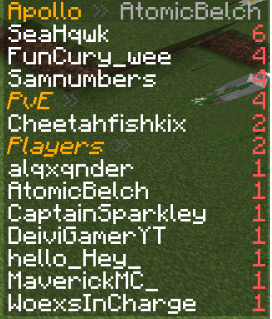 Apollo » AtomicBelch
SeaHqwk 6
FunCury_wee 4
Samnumbers 4
PvE » 4
Cheetahfishkix 2
Players » 2
alqxqnder 1
AtomicBelch 1
CaptainSparkley 1
DeiviGamerYT 1
hello_Hey_ 1
MaverickMC_ 1
WoexsInCharge 1